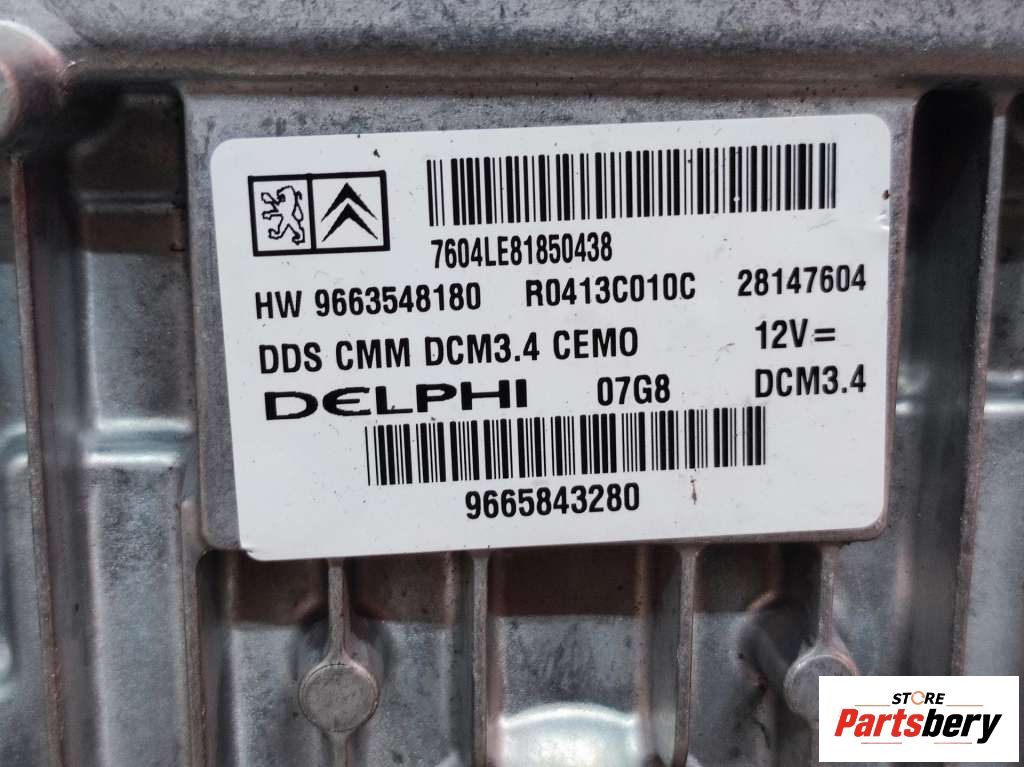 7604LE81850438
HW 9663548180 R0413C010C 28147604
DDS CMM DCM3.4 CEMO 12V=
DELPHI 07G8 DCM3.4
9665843280
STORE
Partsbery